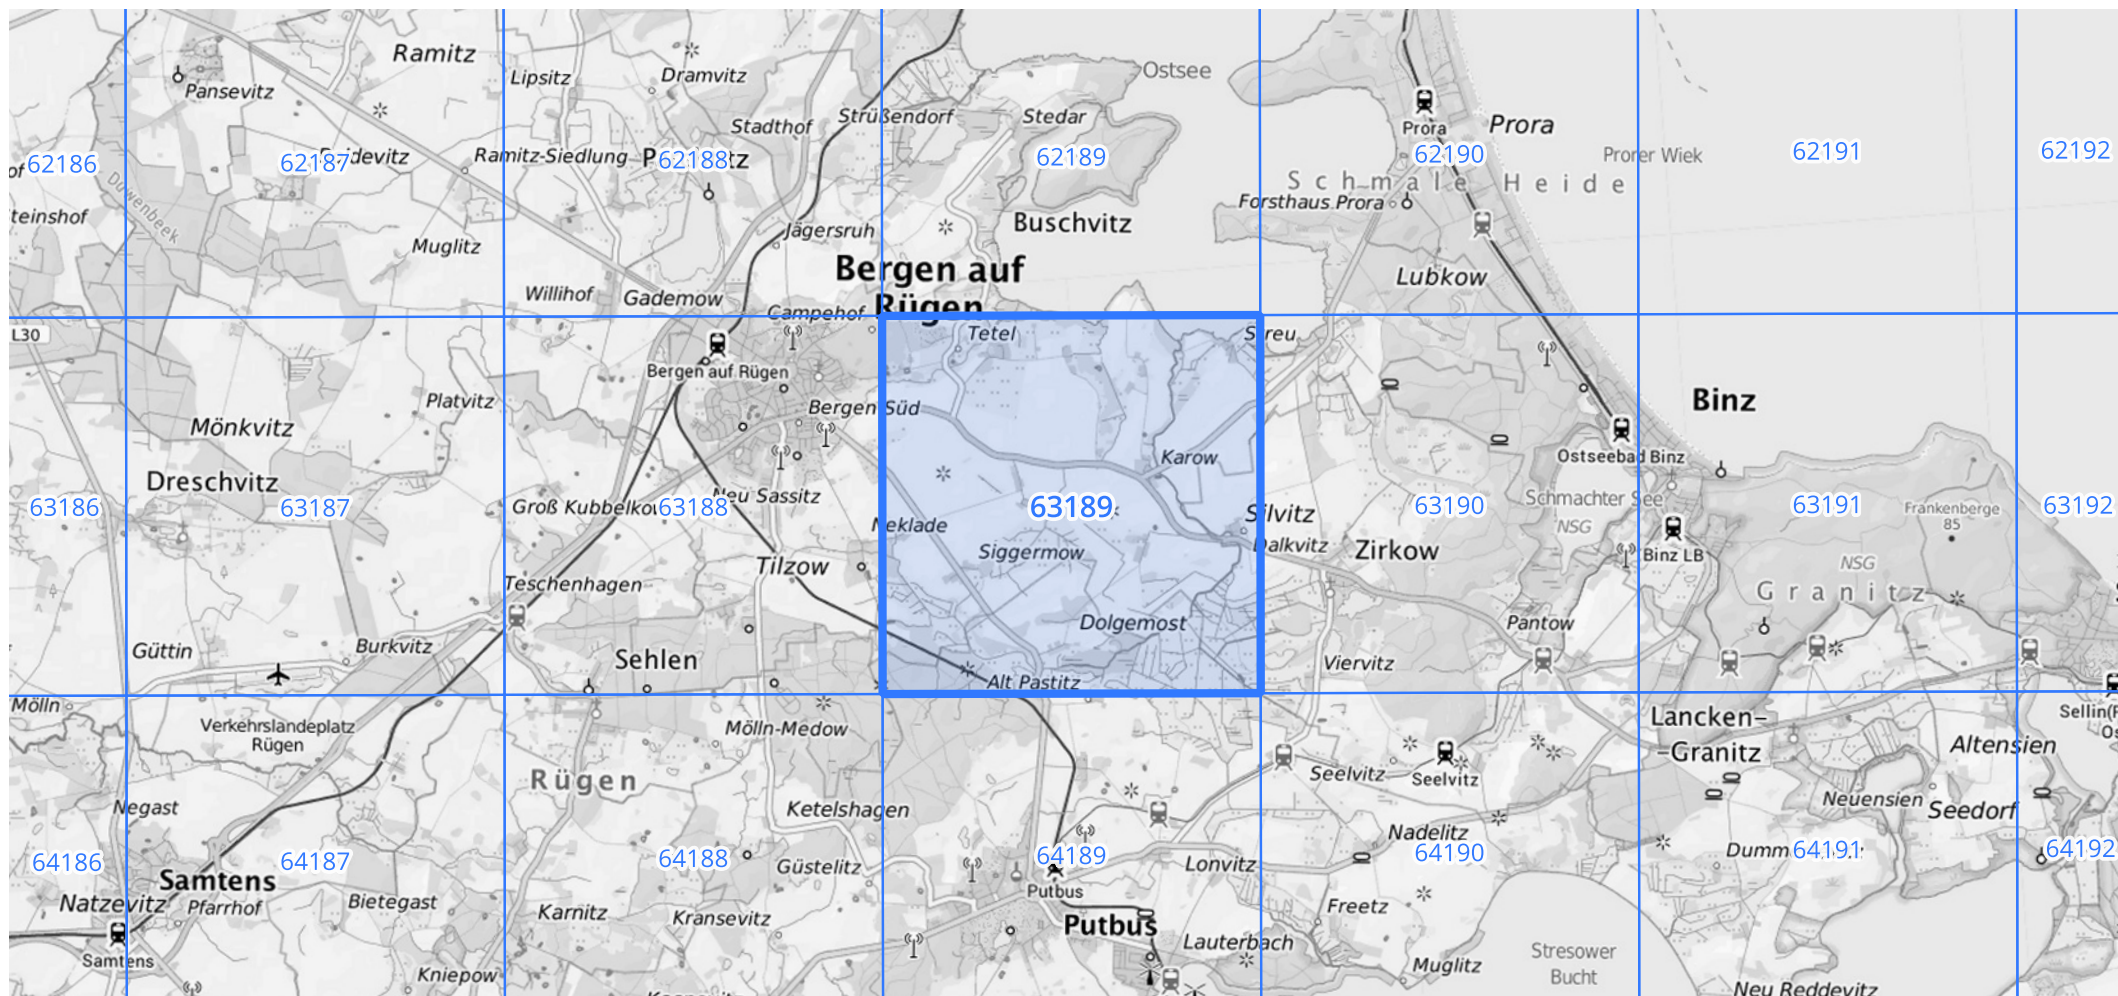 Ramitz
Lipsitz
Dramvitz
Pansevitz
Ostsee
Stadthof
Strüßendorf
Stedar
Prora
Prora
62186
62187
Ramitz-Siedlung
62188
62189
62190
Prorer Wiek
62191
62192
Schmale Heide
Forsthaus Prora
teinshof
Duwenbeek
Muglitz
Jägersruh
Buschvitz
Bergen auf
Rügen
Lubkow
Willihof
Gademow
Campehof
L30
Tetel
Streu
Bergen auf Rügen
Platvitz
Bergen Süd
Binz
Mönkvitz
Karow
Ostseebad Binz
Dreschvitz
Neu Sassitz
Schmachter See
NSG
63186
63187
Groß Kubbelkow
63188
63189
63190
63191
63192
Frankenberge
85
Neklade
Silvitz
Dalkvitz
Siggermow
Zirkow
Binz LB
Tilzow
NSG
Teschenhagen
Granitz
Dolgemost
Pantow
Güttin
Burkvitz
Sehlen
Viervitz
Alt Pastitz
Mölln
Verkehrslandeplatz
Rügen
Mölln-Medow
Lancken-
-Granitz
Altensien
Rügen
Seelvitz
Seelvitz
Negast
Ketelshagen
Neuensien
Seedorf
Nadelitz
64186
64187
64188
Güstelitz
64189
Lonvitz
64190
64191
64192
Samtens
Putbus
Natzevitz
Pfarrhof
Bietegast
Karnitz
Kransevitz
Putbus
Freetz
Lauterbach
Samtens
Kniepow
Muglitz
Stresower
Bucht
Neu Reddevitz